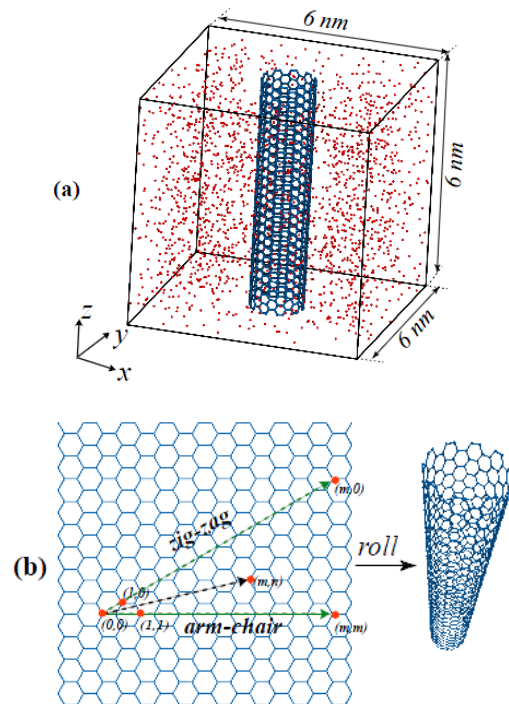 6 nm
6 nm
(a)
6 nm
z
y
x
(m,0)
zig-zag
roll
(b)
(1,0)
(m,n)
(0,0)
(1,1)
arm-chair
(m,m)